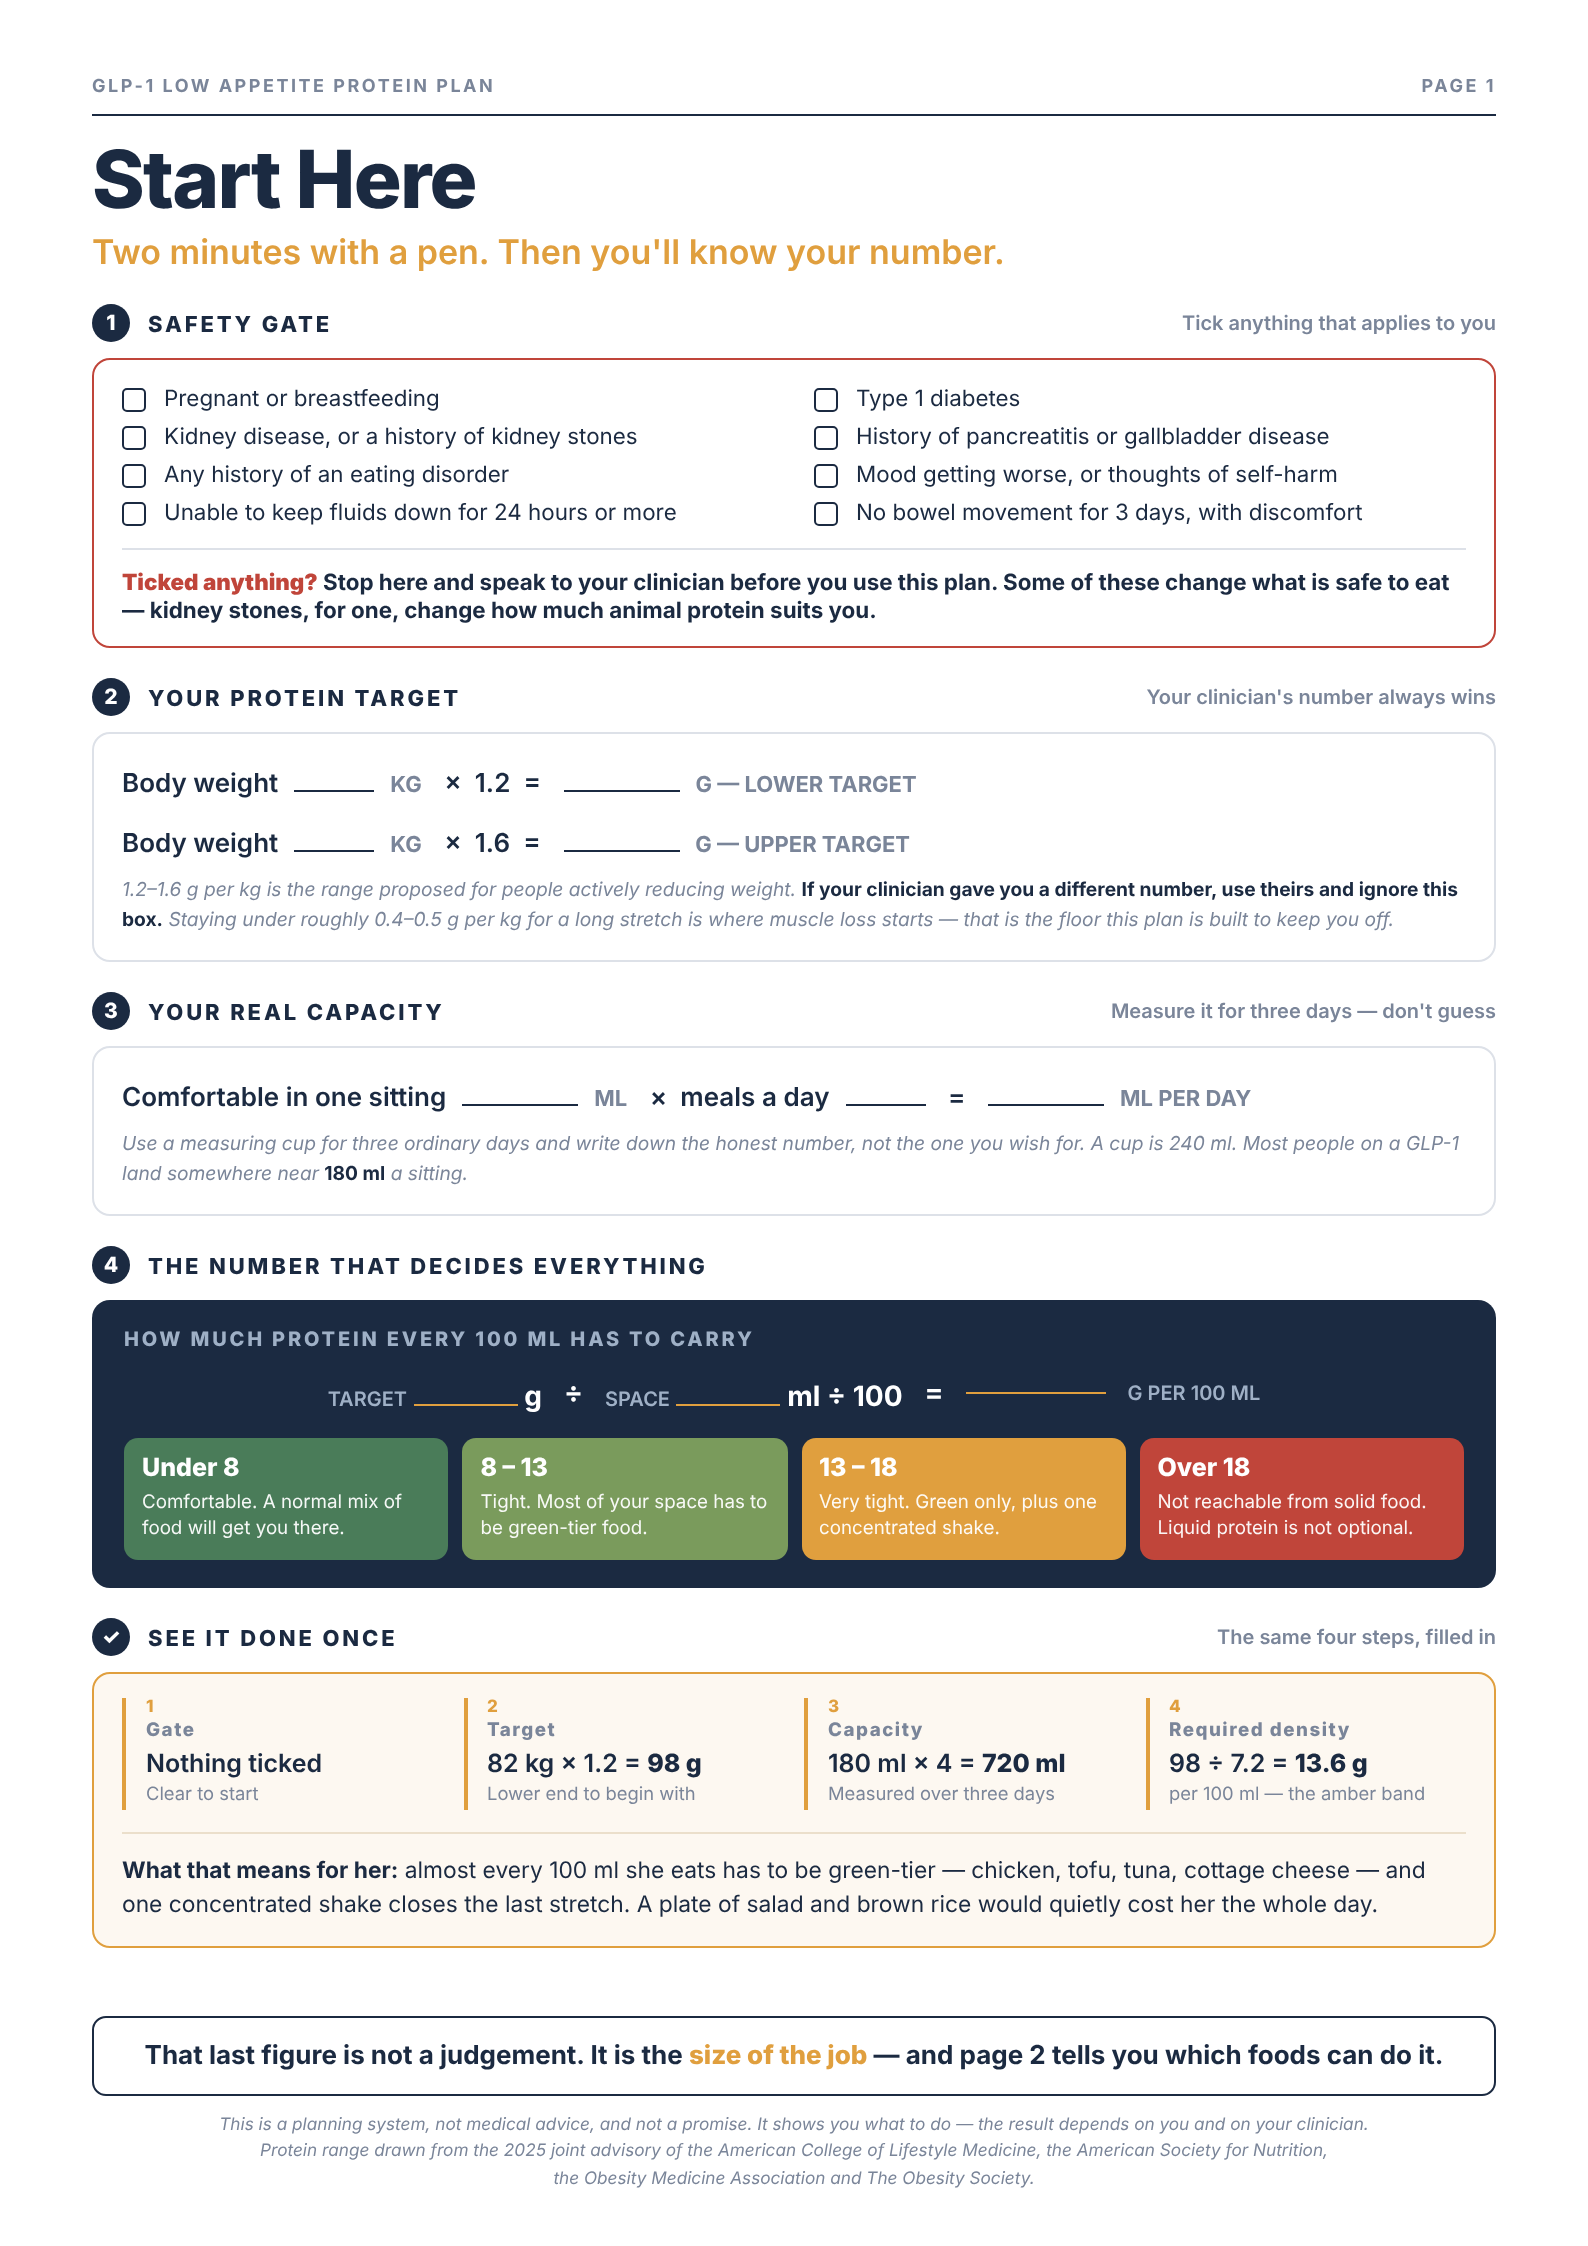 GLP-1 LOW APPETITE PROTEIN PLAN
PAGE 1
Start Here
Two minutes with a pen. Then you'll know your number.
1 SAFETY GATE
Tick anything that applies to you
Pregnant or breastfeeding
Type 1 diabetes
Kidney disease, or a history of kidney stones
History of pancreatitis or gallbladder disease
Any history of an eating disorder
Mood getting worse, or thoughts of self-harm
Unable to keep fluids down for 24 hours or more
No bowel movement for 3 days, with discomfort
Ticked anything? Stop here and speak to your clinician before you use this plan. Some of these change what is safe to eat
— kidney stones, for one, change how much animal protein suits you.
2 YOUR PROTEIN TARGET
Your clinician's number always wins
Body weight ______ KG × 1.2 = ______ G — LOWER TARGET
Body weight ______ KG × 1.6 = ______ G — UPPER TARGET
1.2–1.6 g per kg is the range proposed for people actively reducing weight. If your clinician gave you a different number, use theirs and ignore this
box. Staying under roughly 0.4–0.5 g per kg for a long stretch is where muscle loss starts — that is the floor this plan is built to keep you off.
3 YOUR REAL CAPACITY
Measure it for three days — don't guess
Comfortable in one sitting ______ ML × meals a day ______ = ______ ML PER DAY
Use a measuring cup for three ordinary days and write down the honest number, not the one you wish for. A cup is 240 ml. Most people on a GLP-1
land somewhere near 180 ml a sitting.
4 THE NUMBER THAT DECIDES EVERYTHING
HOW MUCH PROTEIN EVERY 100 ML HAS TO CARRY
TARGET ______ g ÷ SPACE ______ ml ÷ 100 = ______ G PER 100 ML
Under 8
Comfortable. A normal mix of
food will get you there.
8 – 13
Tight. Most of your space has to
be green-tier food.
13 – 18
Very tight. Green only, plus one
concentrated shake.
Over 18
Not reachable from solid food.
Liquid protein is not optional.
✓ SEE IT DONE ONCE
The same four steps, filled in
1
Gate
Nothing ticked
Clear to start
2
Target
82 kg × 1.2 = 98 g
Lower end to begin with
3
Capacity
180 ml × 4 = 720 ml
Measured over three days
4
Required density
98 ÷ 7.2 = 13.6 g
per 100 ml — the amber band
What that means for her: almost every 100 ml she eats has to be green-tier — chicken, tofu, tuna, cottage cheese — and
one concentrated shake closes the last stretch. A plate of salad and brown rice would quietly cost her the whole day.
That last figure is not a judgement. It is the size of the job — and page 2 tells you which foods can do it.
This is a planning system, not medical advice, and not a promise. It shows you what to do — the result depends on you and on your clinician.
Protein range drawn from the 2025 joint advisory of the American College of Lifestyle Medicine, the American Society for Nutrition,
the Obesity Medicine Association and The Obesity Society.